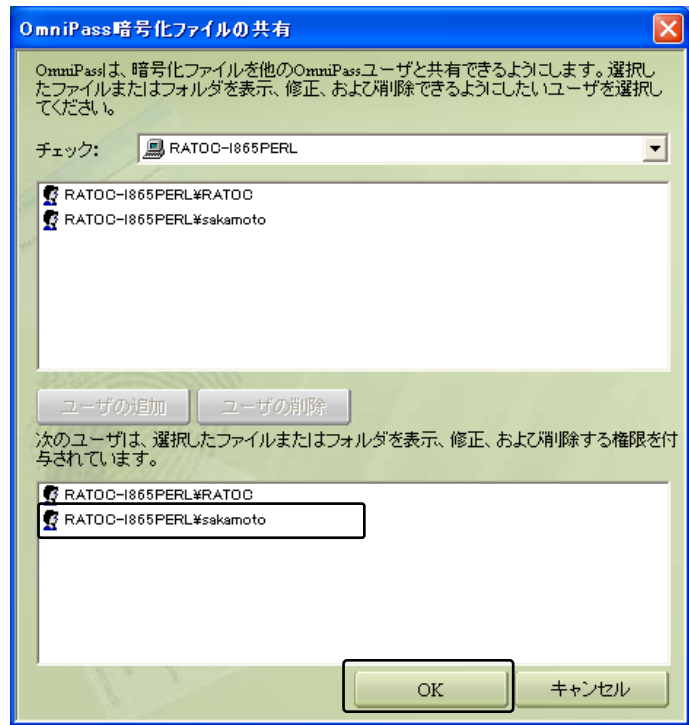 OmniPass暗号化ファイルの共有
OmniPassは、暗号化ファイルを他のOmniPassユーザと共有できるようにします。選択し
たファイルまたはフォルダを表示、修正、および削除できるようにしたいユーザを選択し
てください。
チェック: RATOC-I865PERL
RATOC-I865PERL¥RATOC
RATOC-I865PERL¥sakamoto
ユーザの追加 ユーザの削除
次のユーザは、選択したファイルまたはフォルダを表示、修正、および削除する権限を付
与されています。
RATOC-I865PERL¥RATOC
RATOC-I865PERL¥sakamoto
OK キャンセル